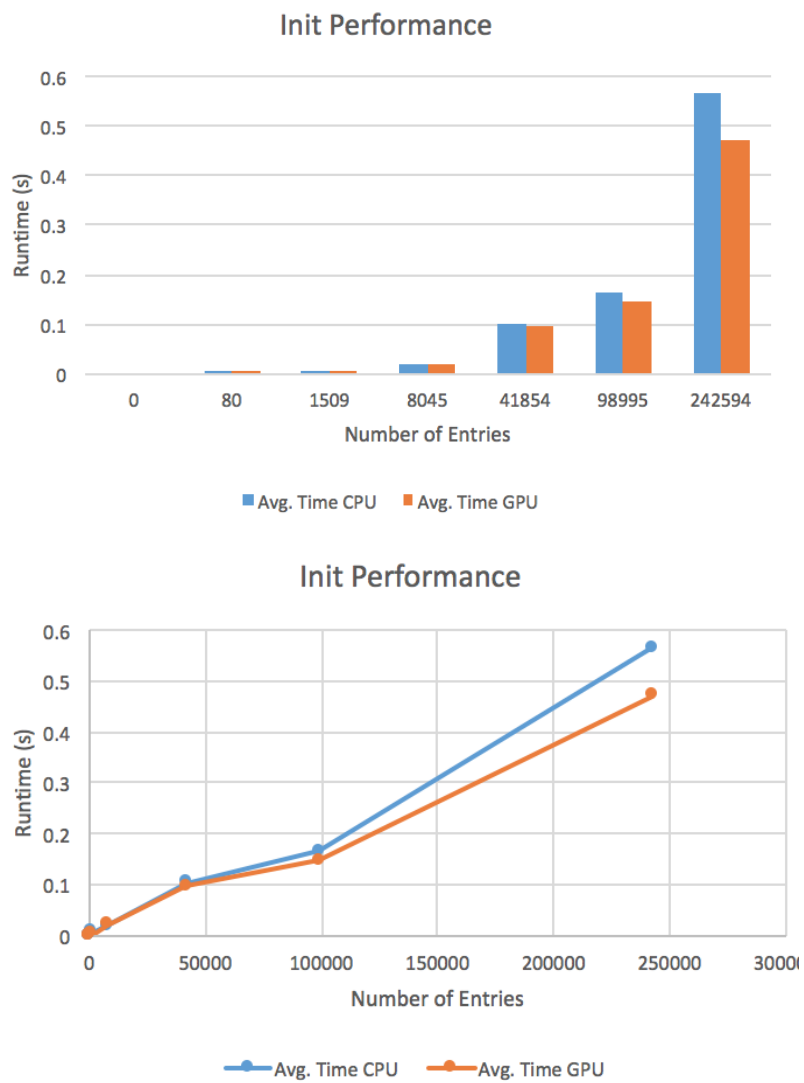 Init Performance
0.6
0.5
0.4
0.3
0.2
0.1
0
Runtime (s)
0 80 1509 8045 41854 98995 242594
Number of Entries
Avg. Time CPU Avg. Time GPU
Init Performance
0.6
0.5
0.4
0.3
0.2
0.1
0
Runtime (s)
0 50000 100000 150000 200000 250000 30000
Number of Entries
Avg. Time CPU Avg. Time GPU